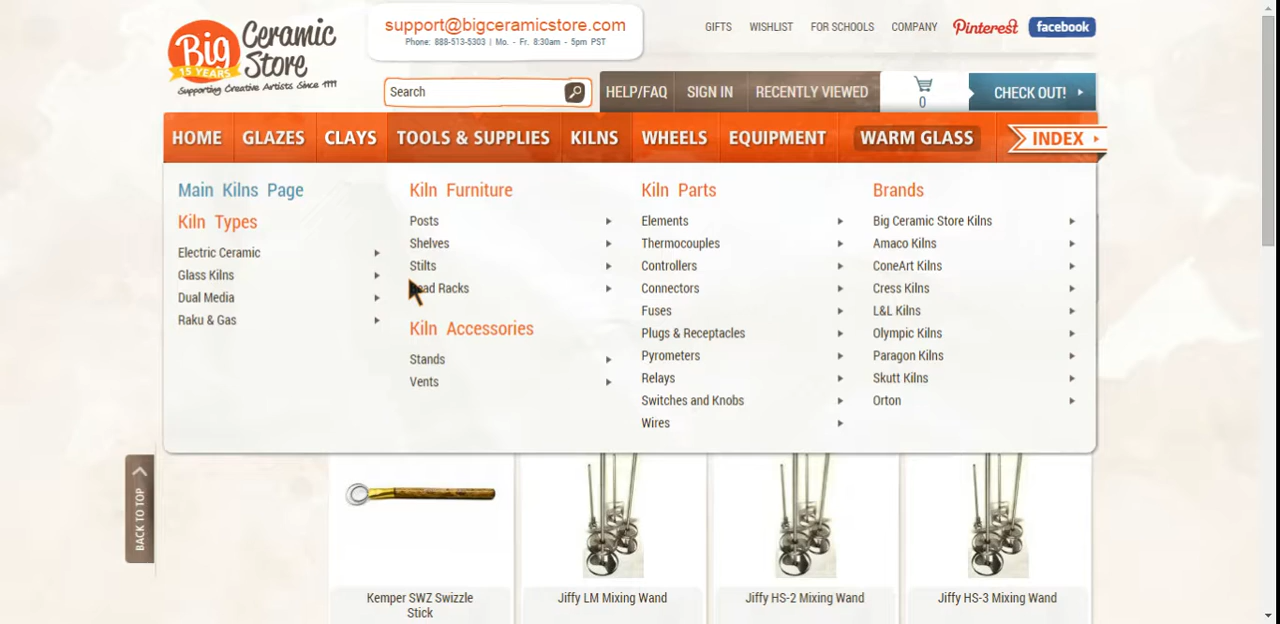 Big Ceramic Store
15 YEARS
Supporting Creative Artists Since 1999
support@bigceramicstore.com
Phone: 888-513-5303 | Mo. - Fr. 8:30am - 5pm PST
GIFTS WISHLIST FOR SCHOOLS COMPANY Pinterest facebook
Search HELP/FAQ SIGN IN RECENTLY VIEWED 0 CHECK OUT!
HOME GLAZES CLAYS TOOLS & SUPPLIES KILNS WHEELS EQUIPMENT WARM GLASS INDEX
Main Kilns Page
Kiln Types
Electric Ceramic
Glass Kilns
Dual Media
Raku & Gas
Kiln Furniture
Posts
Shelves
Stilts
Bead Racks
Kiln Accessories
Stands
Vents
Kiln Parts
Elements
Thermocouples
Controllers
Connectors
Fuses
Plugs & Receptacles
Pyrometers
Relays
Switches and Knobs
Wires
Brands
Big Ceramic Store Kilns
Amaco Kilns
ConeArt Kilns
Cress Kilns
L&L Kilns
Olympic Kilns
Paragon Kilns
Skutt Kilns
Orton
BACK TO TOP
Kemper SWZ Swizzle
Stick
Jiffy LM Mixing Wand
Jiffy HS-2 Mixing Wand
Jiffy HS-3 Mixing Wand